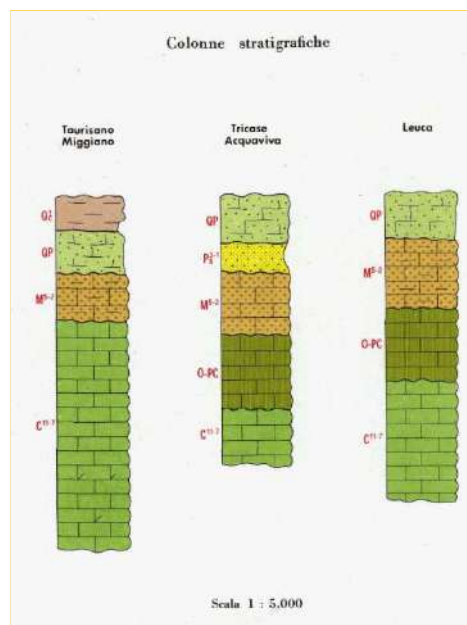 Colonne stratigrafiche
Taurisano
Miggiano
Tricase
Acquaviva
Leuca
QP
M⁵⁻²
C¹¹⁻⁷
QP
M⁵⁻²
O-PC
C¹¹⁻⁷
QP
M⁵⁻²
O-PC
C¹¹⁻⁷
Scala 1 : 5.000